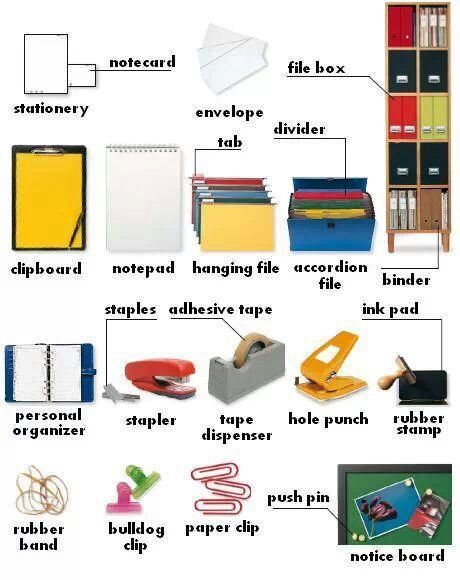 notecard
file box
stationery
envelope
divider
tab
clipboard
notepad
hanging file
accordion
file
binder
staples
adhesive tape
ink pad
personal
organizer
stapler
tape
dispenser
hole punch
rubber
stamp
push pin
rubber
band
bulldog
clip
paper clip
notice board